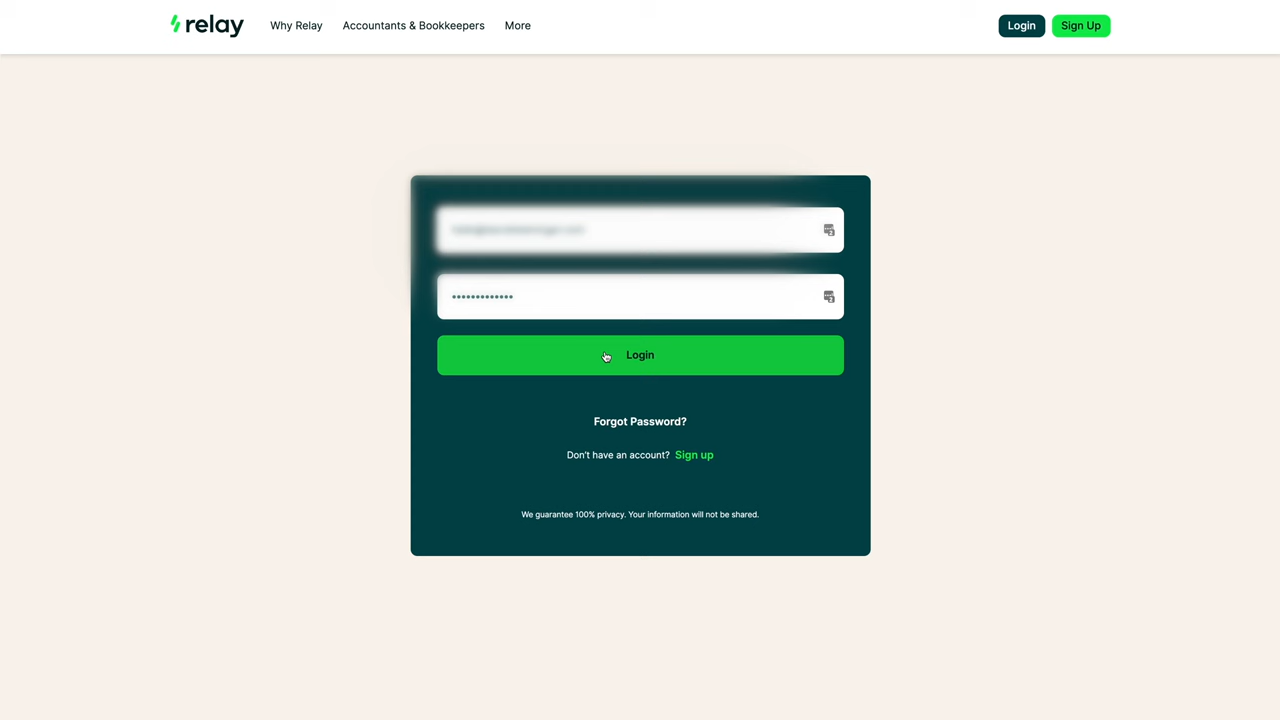 relay
Why Relay
Accountants & Bookkeepers
More
Login
Sign Up
•••••••••••••
Login
Forgot Password?
Don't have an account? Sign up
We guarantee 100% privacy. Your information will not be shared.